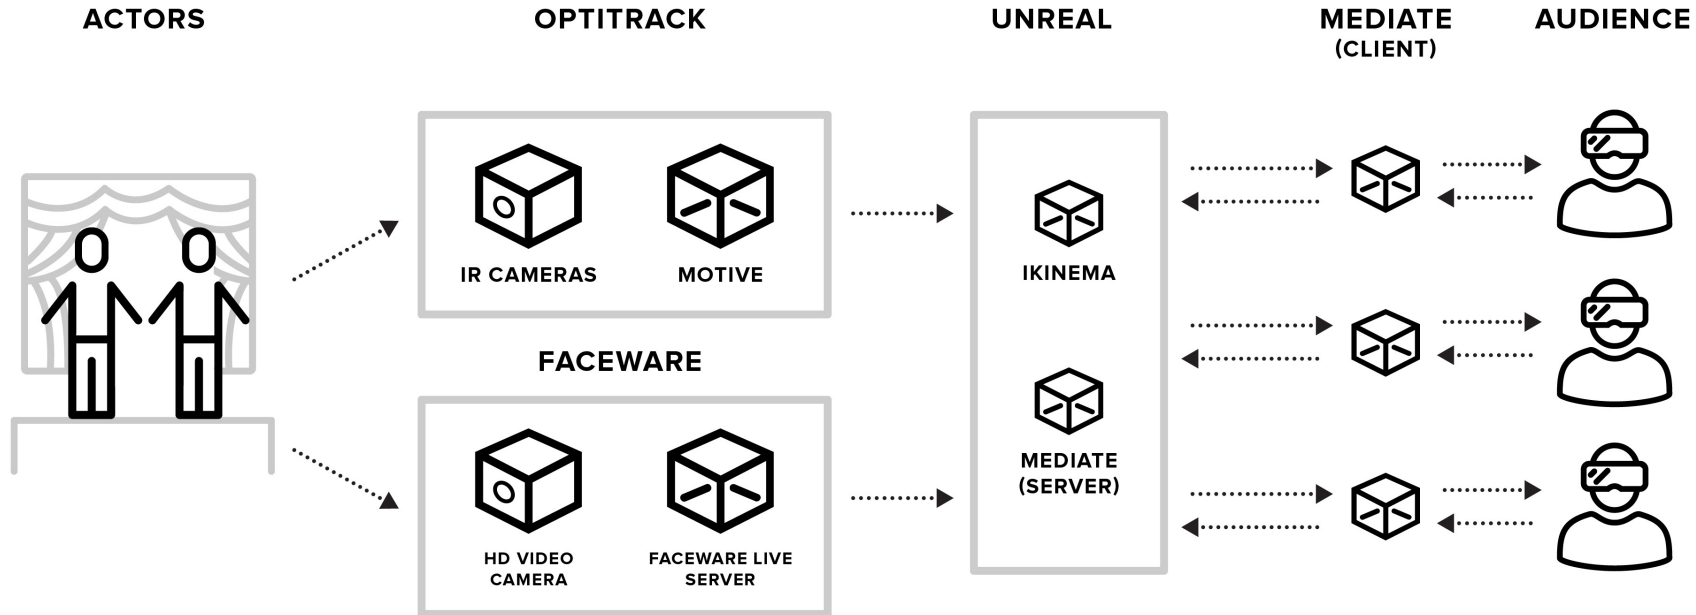 ACTORS
OPTITRACK
UNREAL
MEDIATE
(CLIENT)
AUDIENCE
IR CAMERAS
MOTIVE
IKINEMA
FACEWARE
MEDIATE
(SERVER)
HD VIDEO
CAMERA
FACEWARE LIVE
SERVER